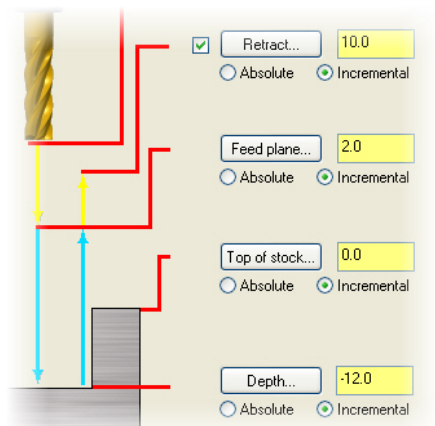 Retract... 10.0
Absolute Incremental
Feed plane... 2.0
Absolute Incremental
Top of stock... 0.0
Absolute Incremental
Depth... -12.0
Absolute Incremental